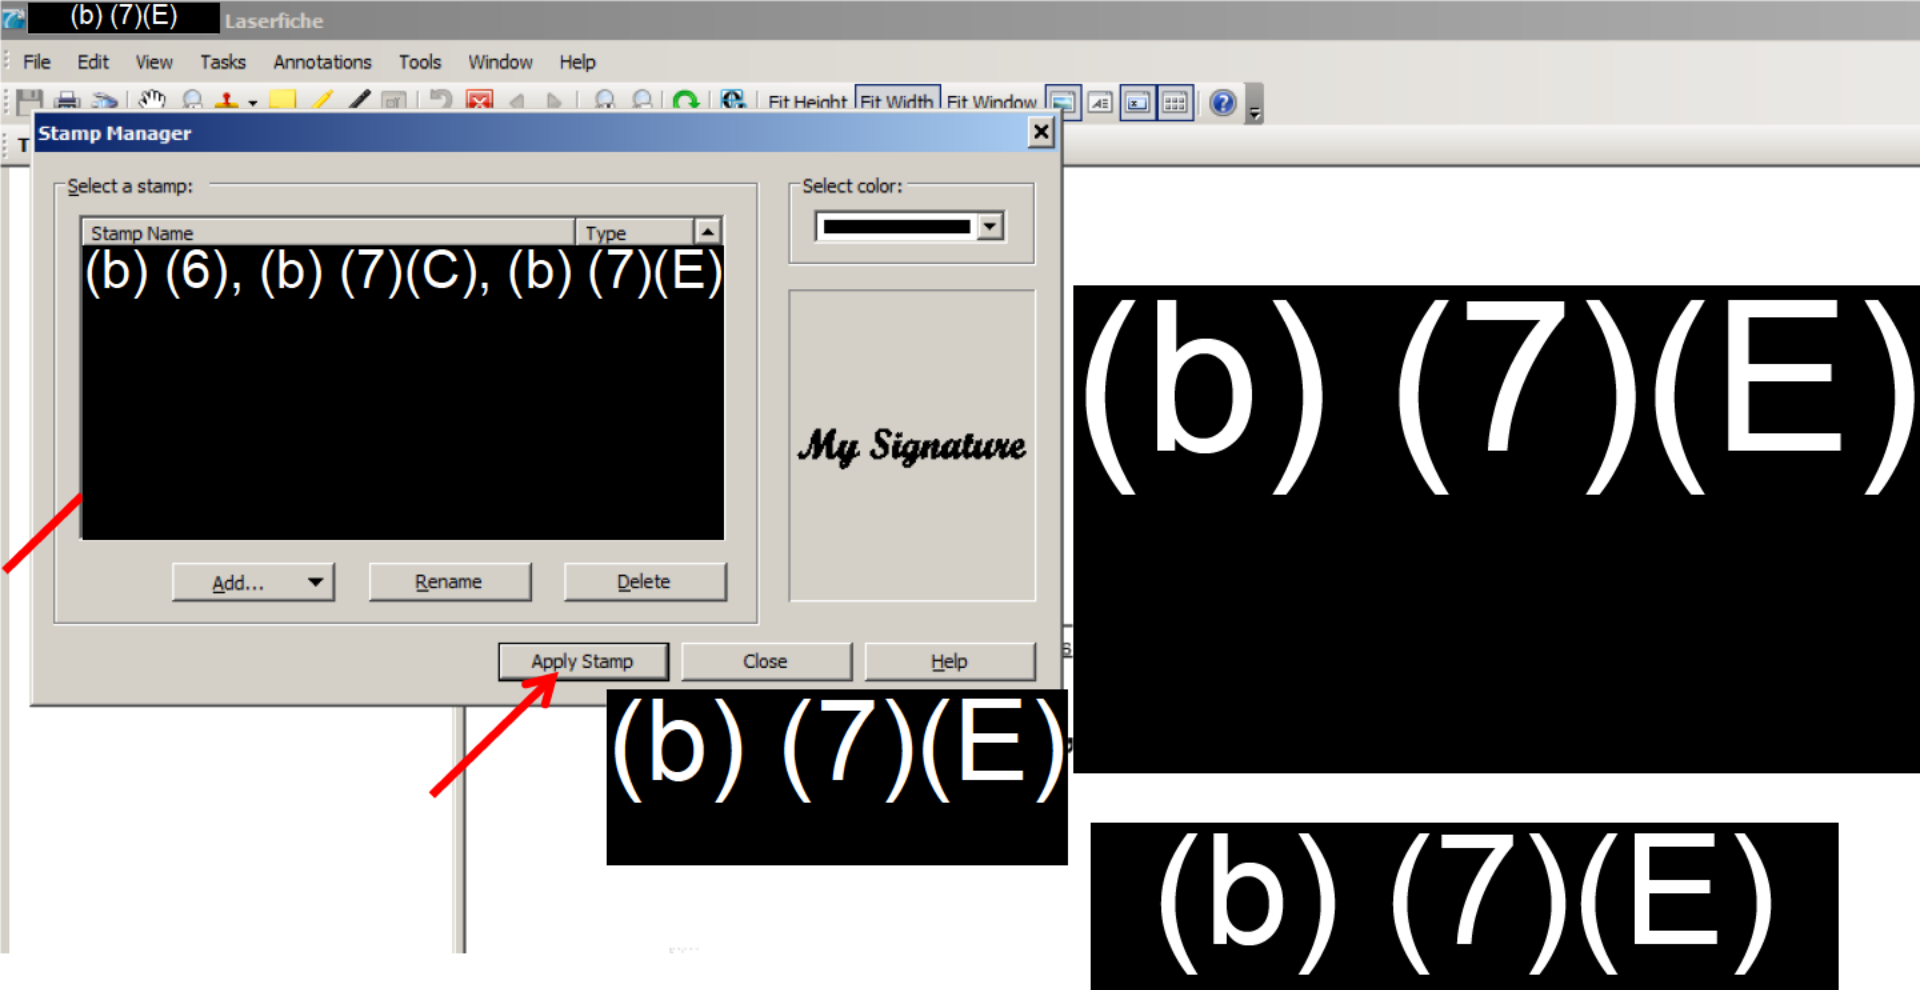 (b) (7)(E) Laserfiche
File Edit View Tasks Annotations Tools Window Help
Fit Height Fit Width Fit Window
T
Stamp Manager
Select a stamp:
Select color:
Stamp Name Type
(b) (6), (b) (7)(C), (b) (7)(E)
(b) (7)(E)
My Signature
Add... Rename Delete
Apply Stamp Close Help
(b) (7)(E)
(b) (7)(E)